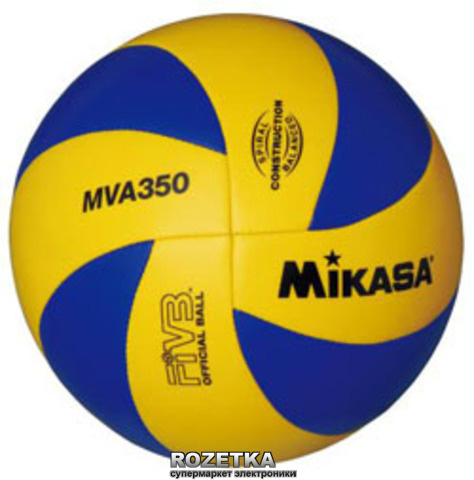 SPIRAL
CONSTRUCTION
BALANCED
MVA350
MIKASA
FIVB
OFFICIAL BALL
ROZETKA
супермаркет электроники